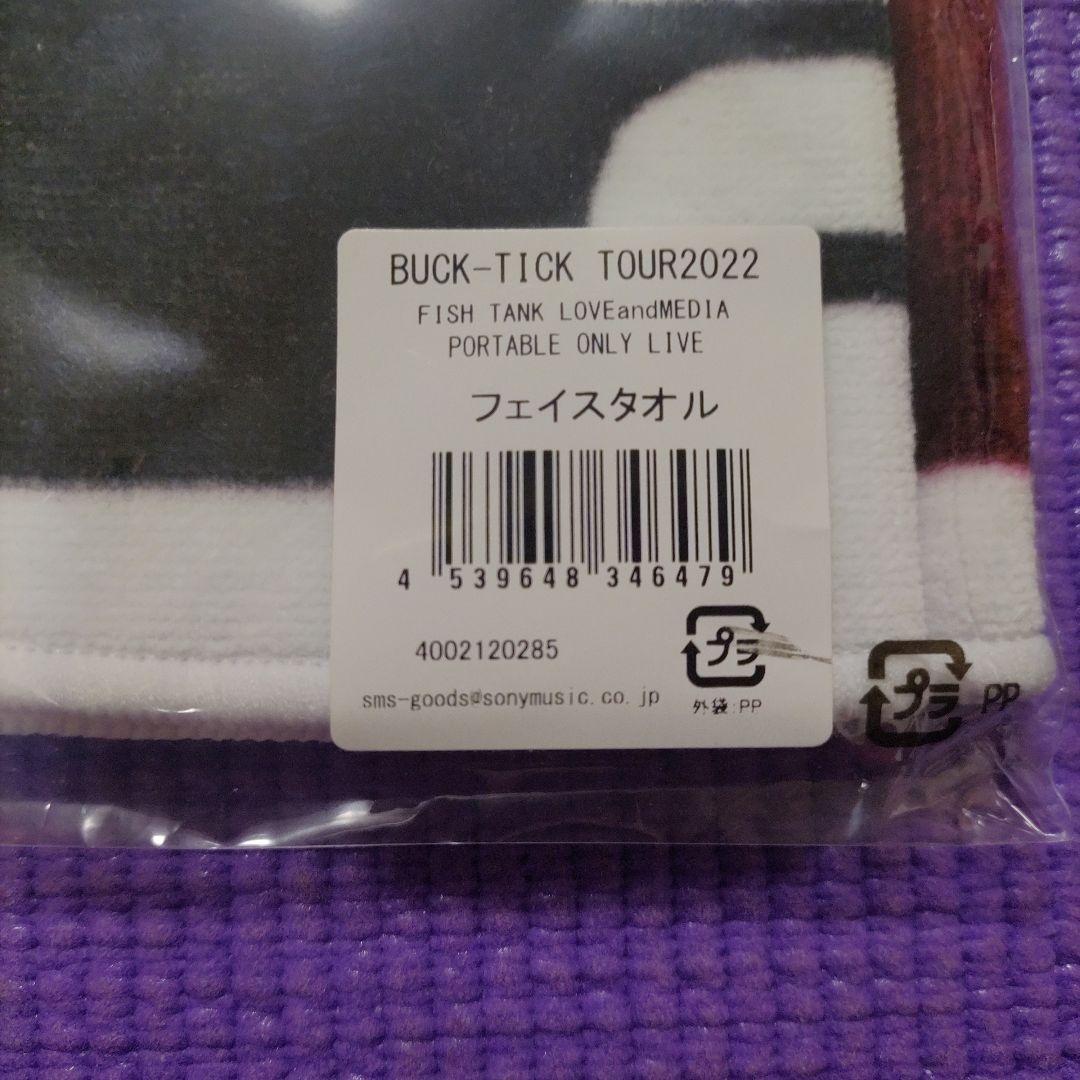 BUCK-TICK TOUR2022
FISH TANK LOVEandMEDIA
PORTABLE ONLY LIVE
フェイスタオル
4 539648 346479
4002120285
プラ
sms-goods@sonymusic.co.jp
外袋:PP
プラ PP